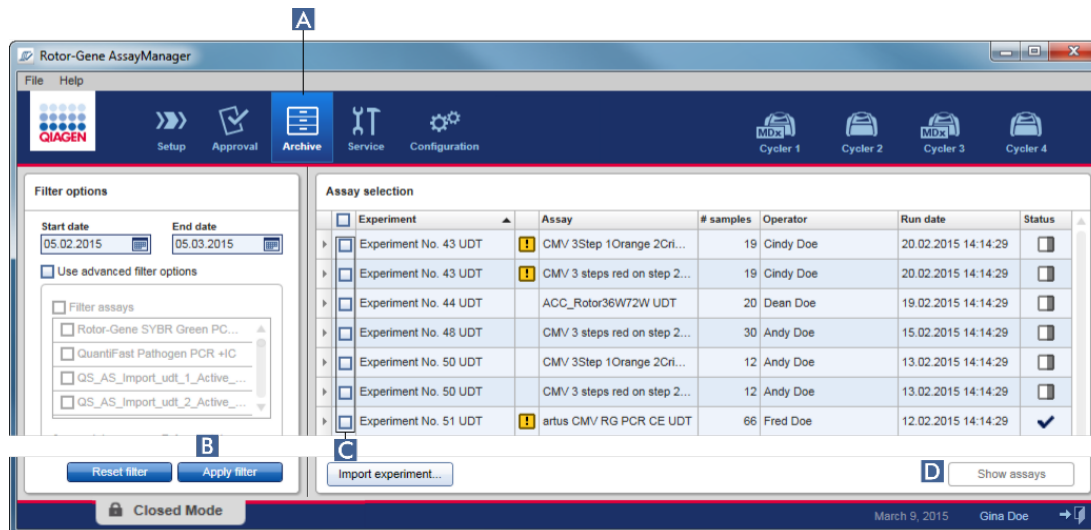 A
Rotor-Gene AssayManager
File Help
QIAGEN
Setup Approval Archive Service Configuration
MDx
Cycler 1
Cycler 2
MDx
Cycler 3
Cycler 4
Filter options
Start date End date
05.02.2015 05.03.2015
Use advanced filter options
Filter assays
Rotor-Gene SYBR Green PC...
QuantiFast Pathogen PCR +IC
QS_AS_Import_udt_1_Active_...
QS_AS_Import_udt_2_Active_...
B
Reset filter Apply filter
Assay selection
Experiment Assay # samples Operator Run date Status
Experiment No. 43 UDT ! CMV 3Step 1Orange 2Cri... 19 Cindy Doe 20.02.2015 14:14:29
Experiment No. 43 UDT ! CMV 3 steps red on step 2... 19 Cindy Doe 20.02.2015 14:14:29
Experiment No. 44 UDT ACC_Rotor36W72W UDT 20 Dean Doe 19.02.2015 14:14:29
Experiment No. 48 UDT CMV 3 steps red on step 2... 30 Andy Doe 15.02.2015 14:14:29
Experiment No. 50 UDT CMV 3Step 1Orange 2Cri... 12 Andy Doe 13.02.2015 14:14:29
Experiment No. 50 UDT CMV 3 steps red on step 2... 12 Andy Doe 13.02.2015 14:14:29
Experiment No. 51 UDT ! artus CMV RG PCR CE UDT 66 Fred Doe 12.02.2015 14:14:29
C
Import experiment...
D
Show assays
Closed Mode
March 9, 2015 Gina Doe